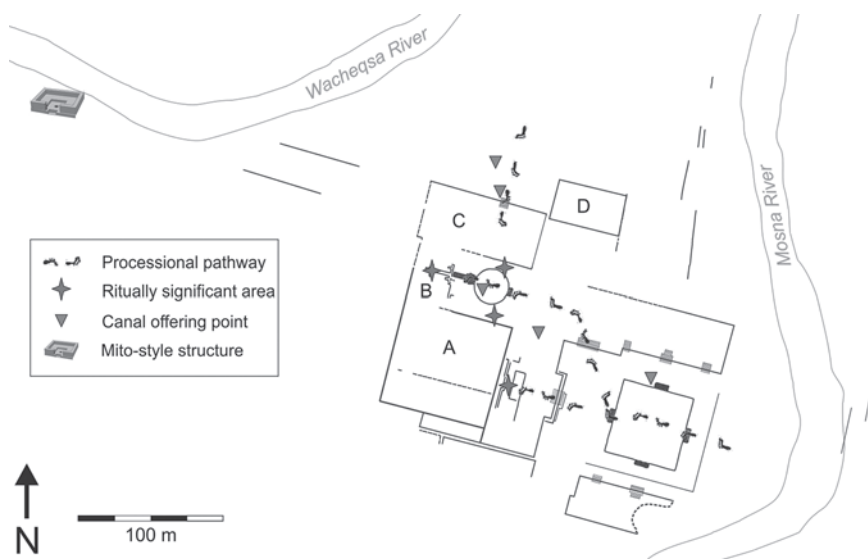 Wacheqsa River
Mosna River
C
D
B
A
Processional pathway
Ritually significant area
Canal offering point
Mito-style structure
N
100 m